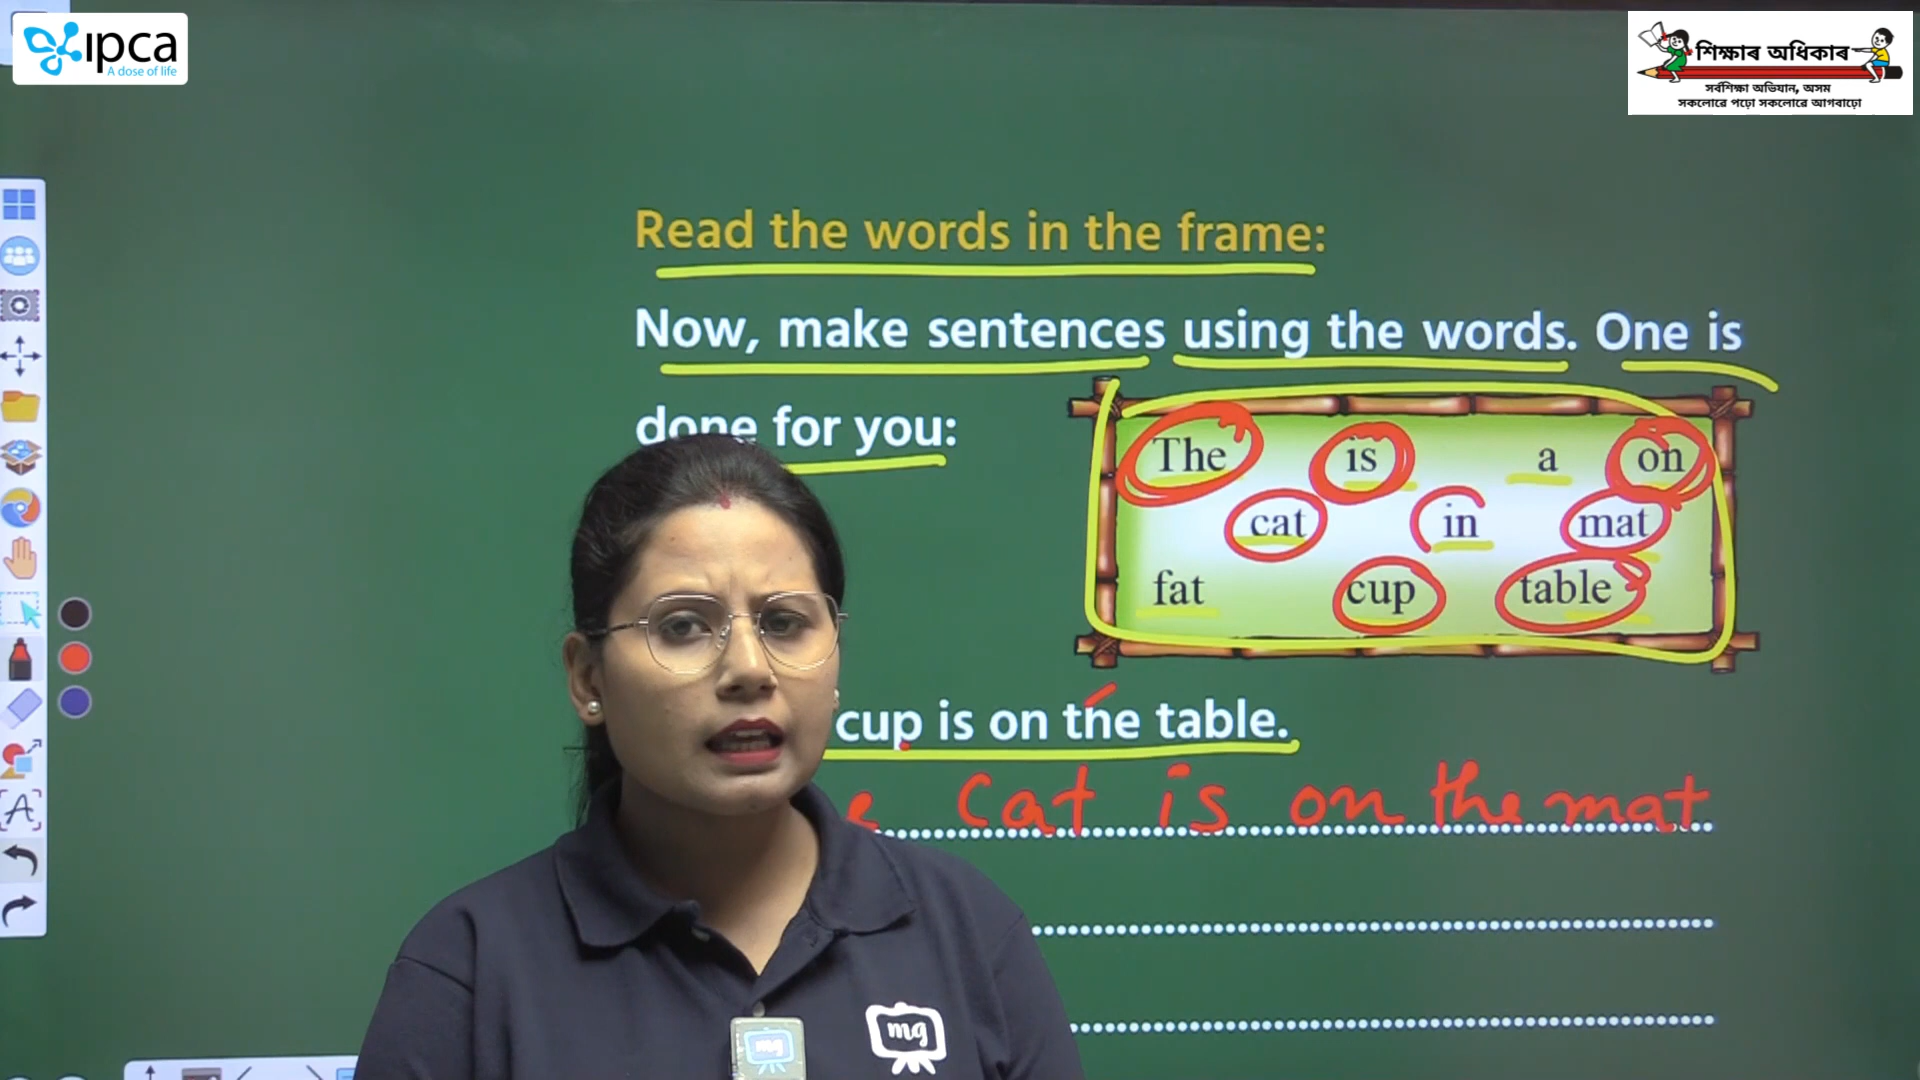 ipca
A dose of life
শিক্ষাৰ অধিকাৰ
সৰ্বশিক্ষা অভিযান, অসম
সকলোৱে পঢ়ো সকলোৱে আগবাঢ়ো
Read the words in the frame:
Now, make sentences using the words. One is
done for you:
The is a on
cat in mat
fat cup table
cup is on the table.
cat is on the mat
mg
mg